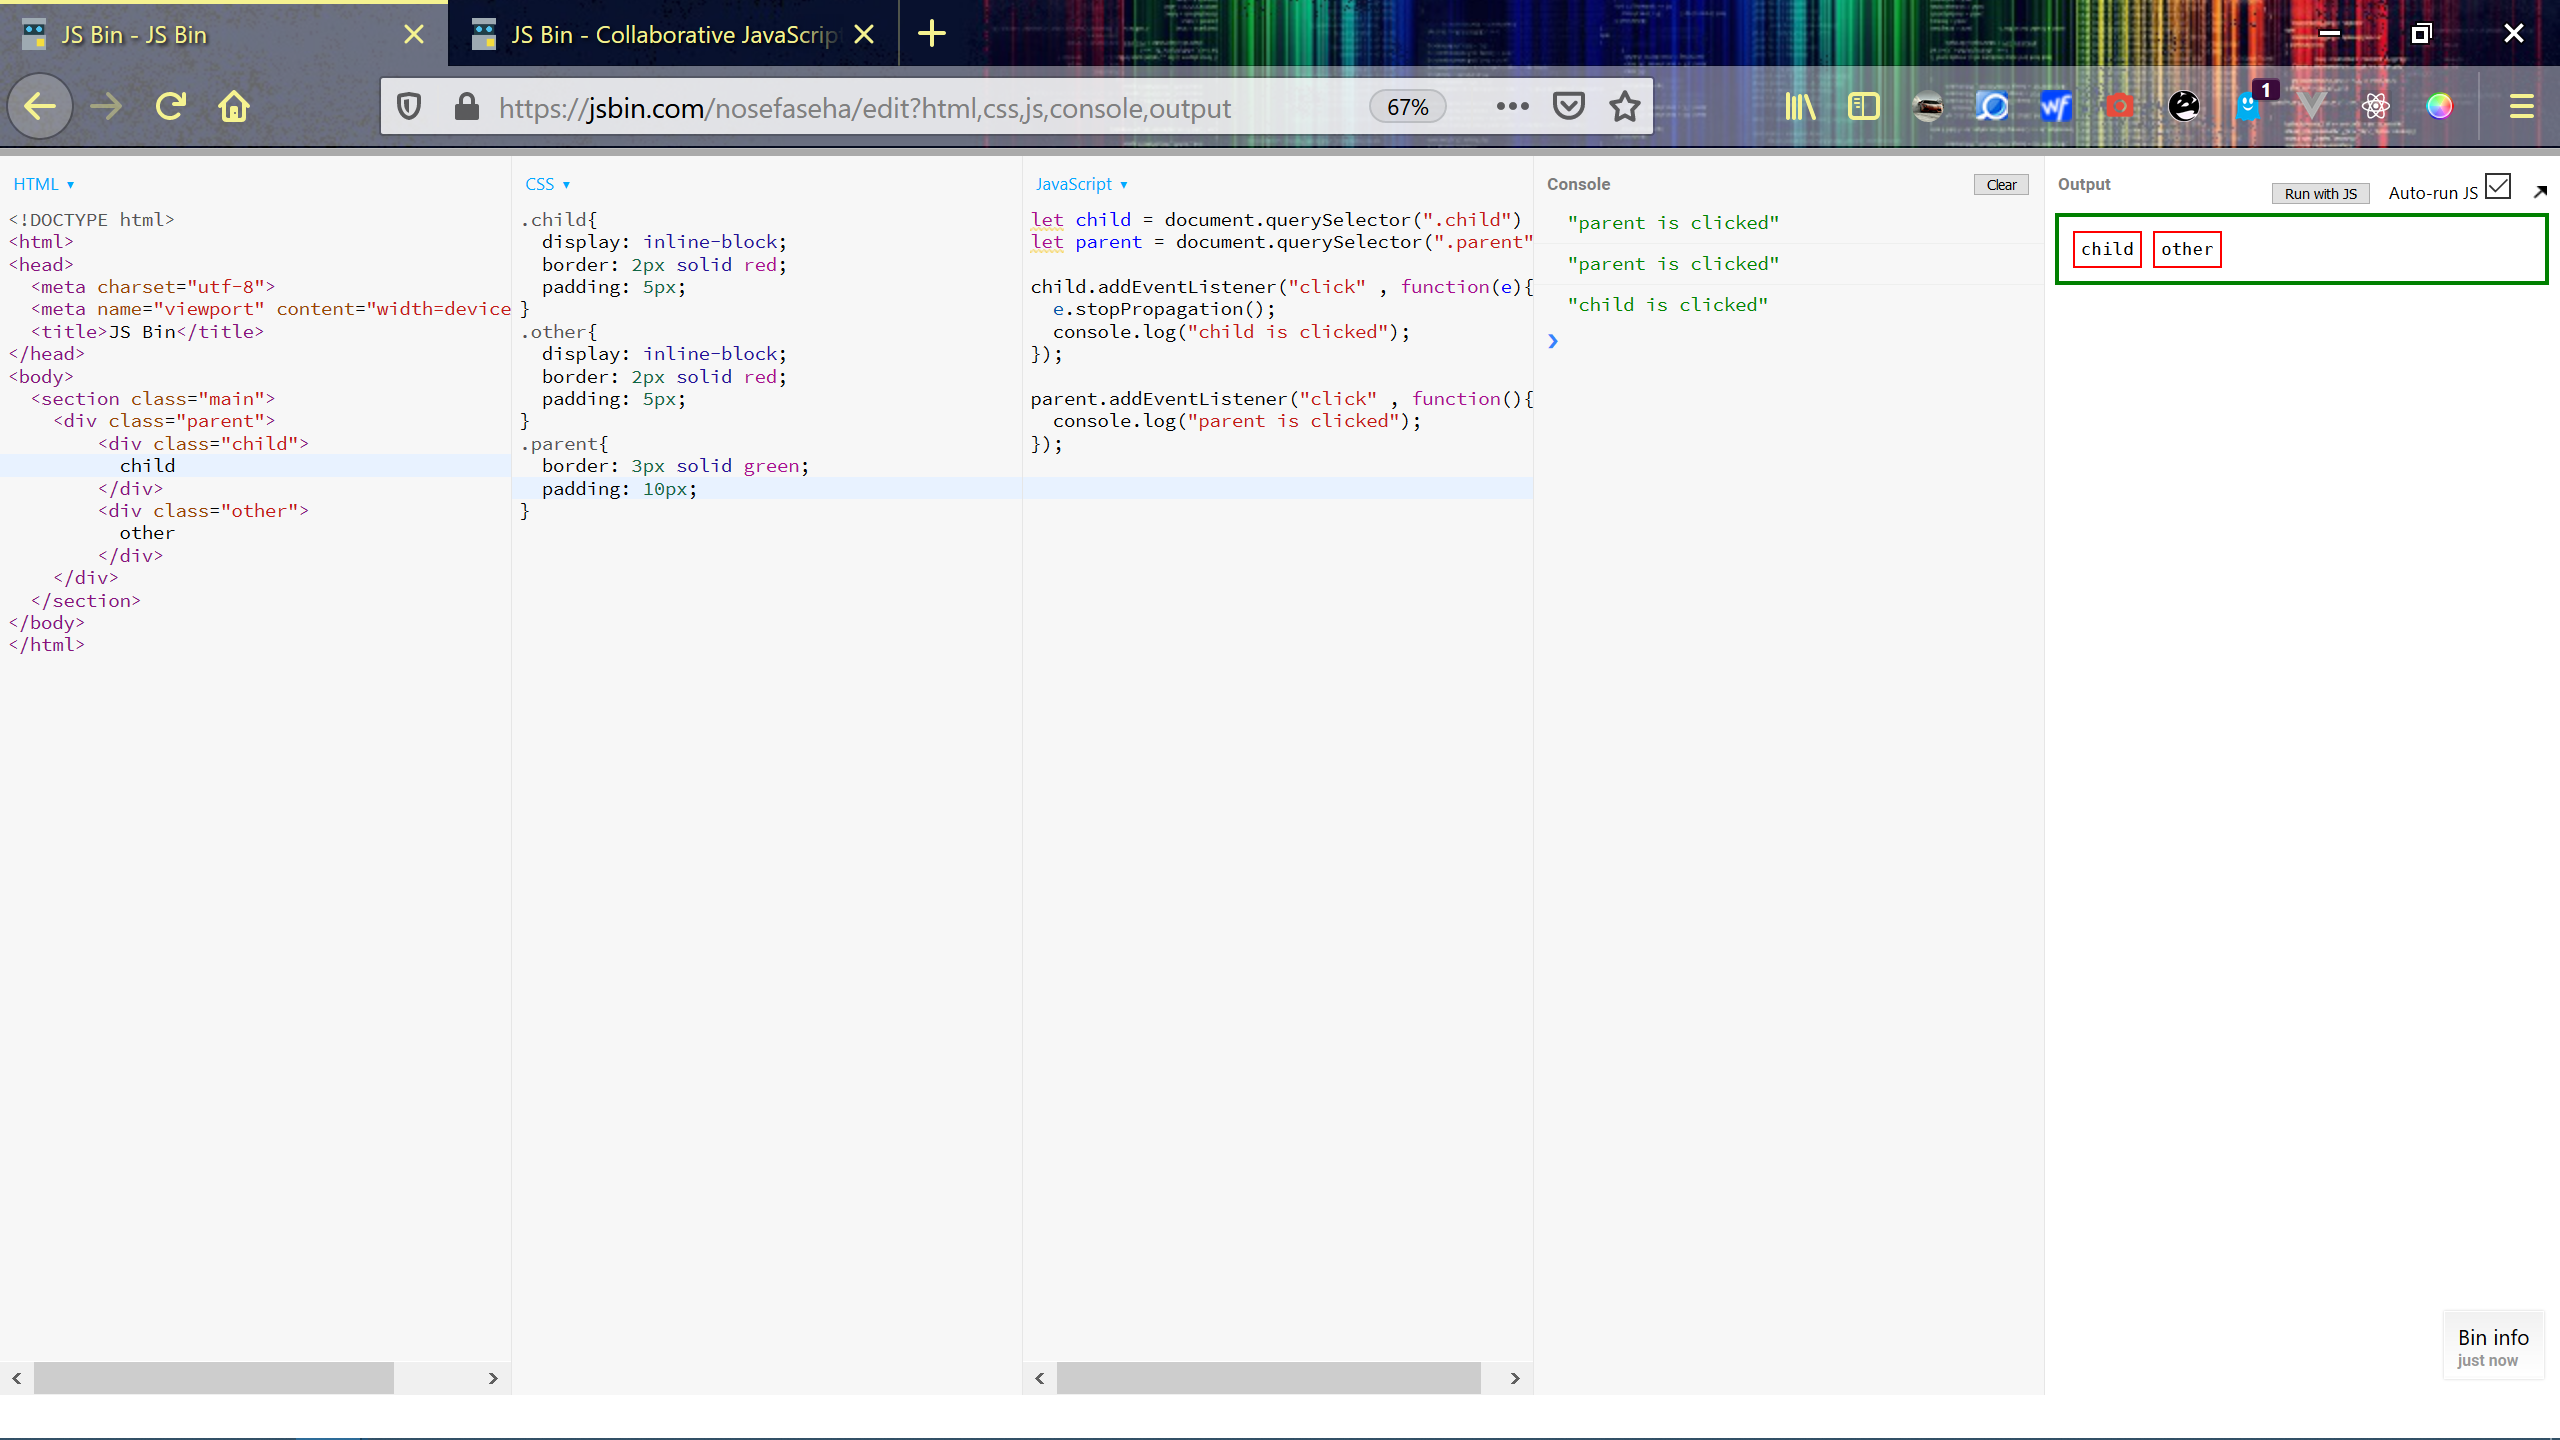 JS Bin - JS Bin
JS Bin - Collaborative JavaScrip
https://jsbin.com/nosefaseha/edit?html,css,js,console,output
67%
wf
1
HTML ▼
<!DOCTYPE html>
<html>
<head>
  <meta charset="utf-8">
  <meta name="viewport" content="width=device
  <title>JS Bin</title>
</head>
<body>
  <section class="main">
    <div class="parent">
        <div class="child">
          child
        </div>
        <div class="other">
          other
        </div>
    </div>
  </section>
</body>
</html>
CSS ▼
.child{
  display: inline-block;
  border: 2px solid red;
  padding: 5px;
}
.other{
  display: inline-block;
  border: 2px solid red;
  padding: 5px;
}
.parent{
  border: 3px solid green;
  padding: 10px;
}
JavaScript ▼
let child = document.querySelector(".child")
let parent = document.querySelector(".parent"
child.addEventListener("click" , function(e){
  e.stopPropagation();
  console.log("child is clicked");
});
parent.addEventListener("click" , function(){
  console.log("parent is clicked");
});
Console
Clear
"parent is clicked"
"parent is clicked"
"child is clicked"
Output
Run with JS
Auto-run JS
child
other
Bin info
just now